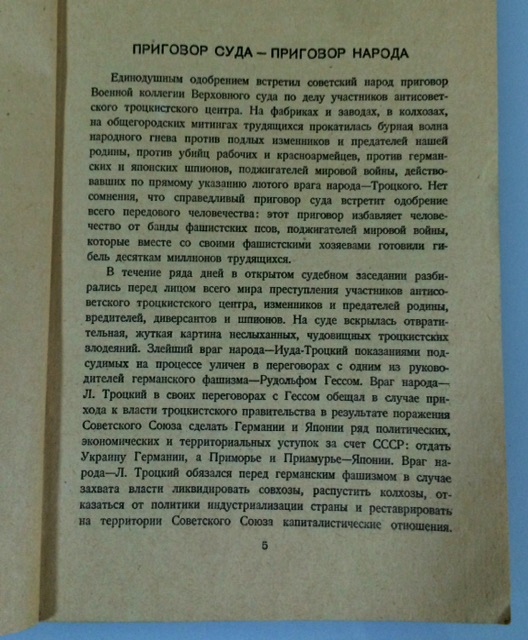 ПРИГОВОР СУДА — ПРИГОВОР НАРОДА
Единодушным одобрением встретил советский народ приговор
Военной коллегии Верховного суда по делу участников антисовет-
ского троцкистского центра. На фабриках и заводах, в колхозах,
на общегородских митингах трудящихся прокатилась бурная волна
народного гнева против подлых изменников и предателей нашей
родины, против убийц рабочих и красноармейцев, против герман-
ских и японских шпионов, поджигателей мировой войны, действо-
вавших по прямому указанию лютого врага народа—Троцкого. Нет
сомнения, что справедливый приговор суда встретит одобрение
всего передового человечества: этот приговор избавляет челове-
чество от банды фашистских псов, поджигателей мировой войны,
которые вместе со своими фашистскими хозяевами готовили ги-
бель десяткам миллионов трудящихся.
В течение ряда дней в открытом судебном заседании разби-
рались перед лицом всего мира преступления участников антисо-
ветского троцкистского центра, изменников и предателей родины,
вредителей, диверсантов и шпионов. На суде вскрылась отврати-
тельная, жуткая картина неслыханных, чудовищных троцкистских
злодеяний. Злейший враг народа—Иуда-Троцкий показаниями под-
судимых на процессе уличен в переговорах с одним из руково-
дителей германского фашизма—Рудольфом Гессом. Враг народа—
Л. Троцкий в своих переговорах с Гессом обещал в случае при-
хода к власти троцкистского правительства в результате поражения
Советского Союза сделать Германии и Японии ряд политических,
экономических и территориальных уступок за счет СССР: отдать
Украину Германии, а Приморье и Приамурье—Японии. Враг на-
рода—Л. Троцкий обязался перед германским фашизмом в случае
захвата власти ликвидировать совхозы, распустить колхозы, от-
казаться от политики индустриализации страны и реставрировать
на территории Советского Союза капиталистические отношения.
5